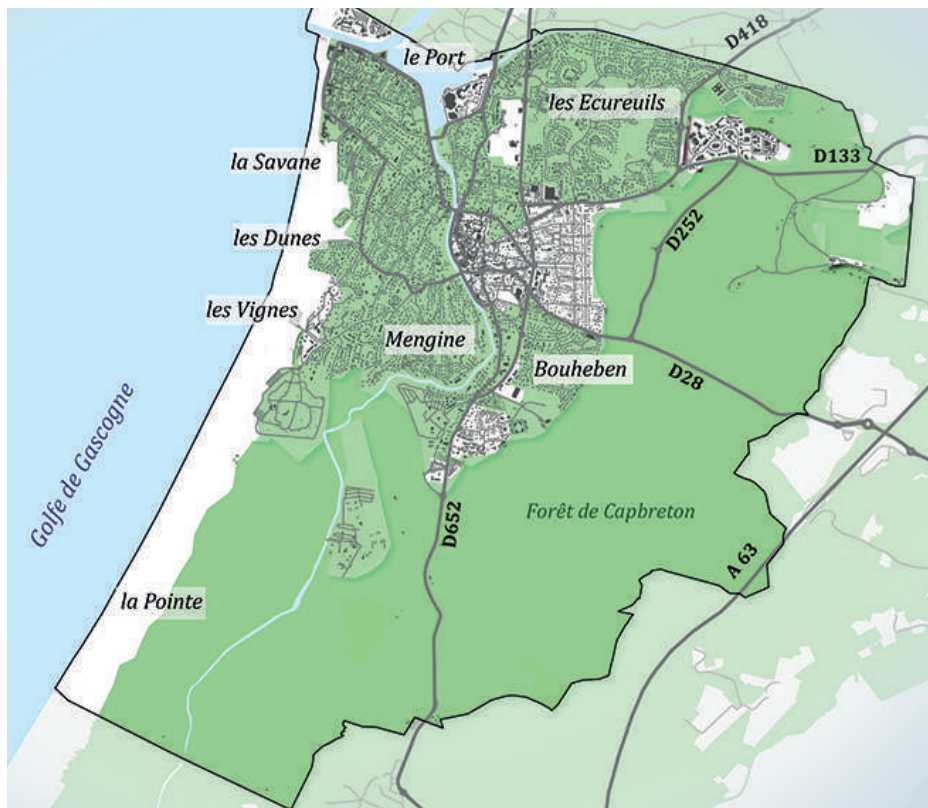 D418
le Port
les Ecureuils
la Savane
D133
D252
les Dunes
les Vignes
Mengine
Bouheben
D28
Golfe de Gascogne
D652
Forêt de Capbreton
A 63
la Pointe